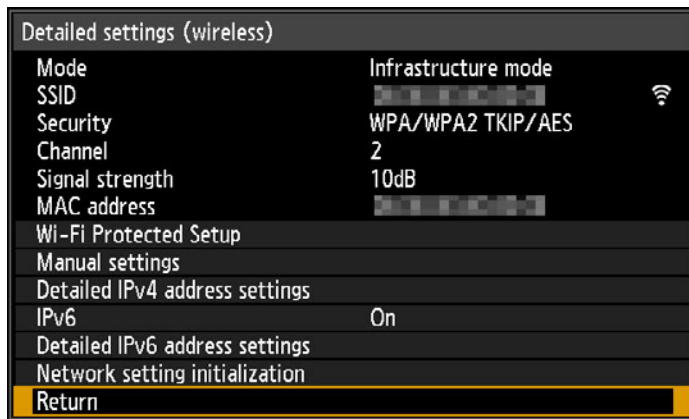 Detailed settings (wireless)
Mode Infrastructure mode
SSID
Security WPA/WPA2 TKIP/AES
Channel 2
Signal strength 10dB
MAC address
Wi-Fi Protected Setup
Manual settings
Detailed IPv4 address settings
IPv6 On
Detailed IPv6 address settings
Network setting initialization
Return